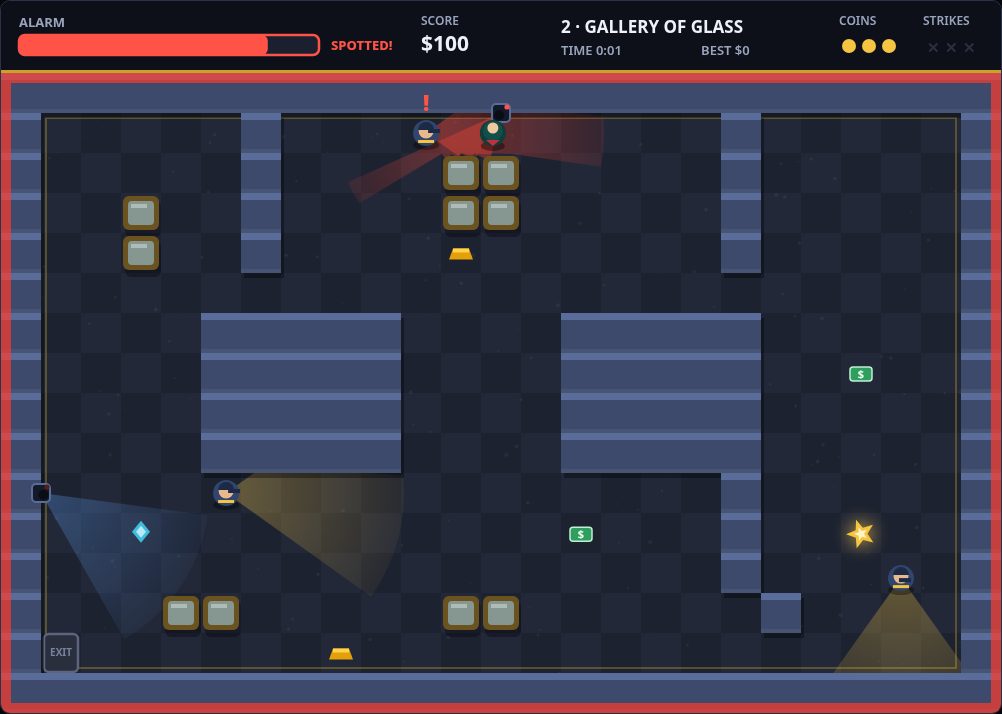 ALARM
SPOTTED!
SCORE
$100
2 · GALLERY OF GLASS
TIME 0:01
BEST $0
COINS
STRIKES
× × ×
!
$
$
EXIT